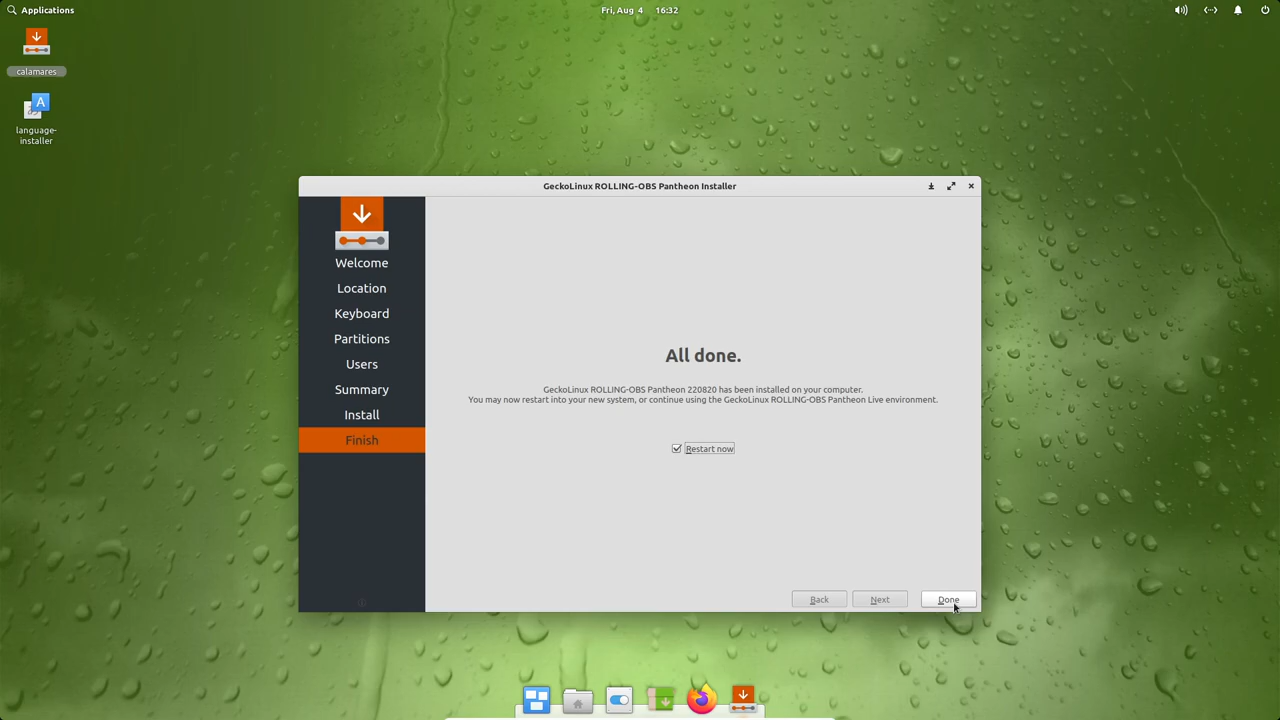 Applications
Fri, Aug 4 16:32
calamares
A
language-
installer
GeckoLinux ROLLING-OBS Pantheon Installer
Welcome
Location
Keyboard
Partitions
Users
Summary
Install
Finish
All done.
GeckoLinux ROLLING-OBS Pantheon 220820 has been installed on your computer.
You may now restart into your new system, or continue using the GeckoLinux ROLLING-OBS Pantheon Live environment.
Restart now
Back Next Done